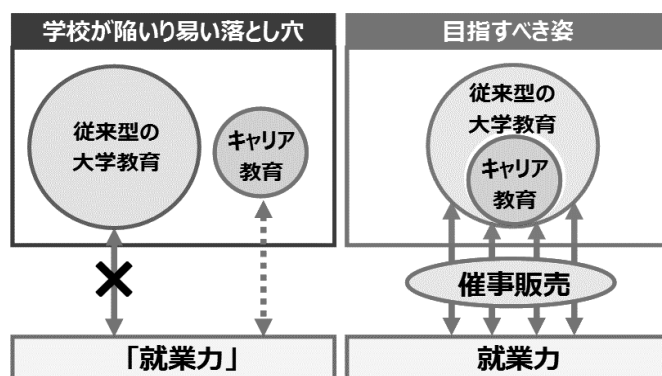 学校が陥いり易い落とし穴
従来型の
大学教育
キャリア
教育
「就業力」
目指すべき姿
従来型の
大学教育
キャリア
教育
催事販売
就業力